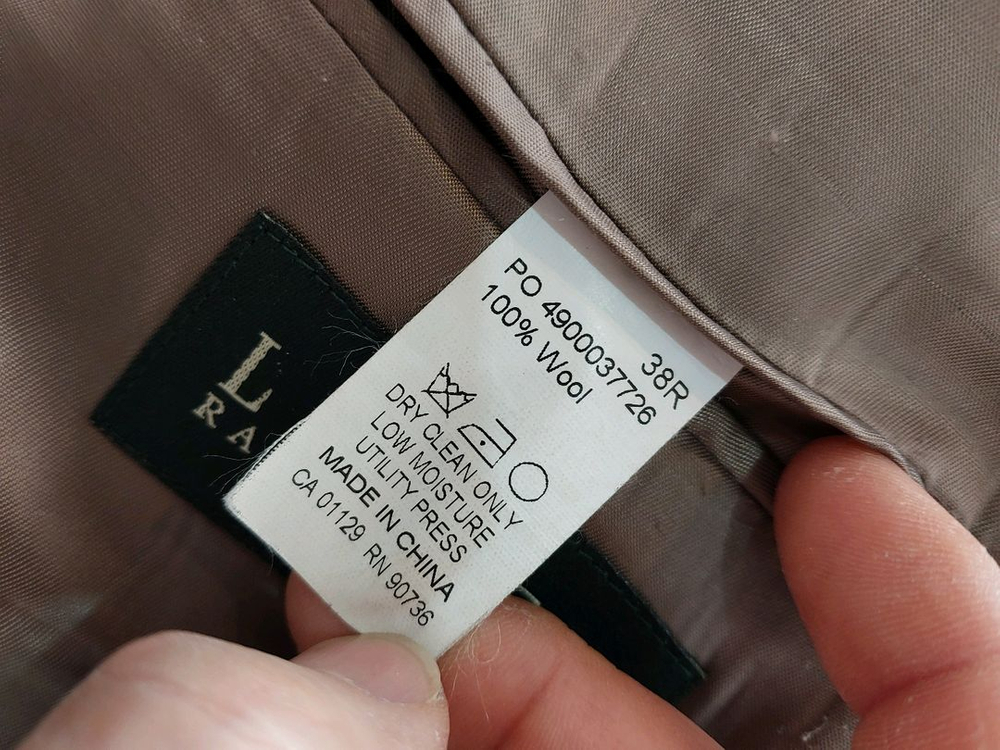 38R
PO 4900037726
100% Wool
DRY CLEAN ONLY
LOW MOISTURE
UTILITY PRESS
MADE IN CHINA
CA 01129 RN 90736
L
RA